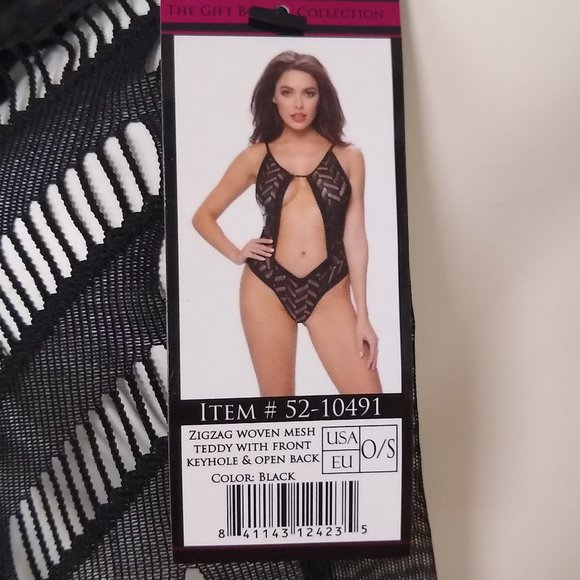 The Gift Collection
Item # 52-10491
Zigzag woven mesh
teddy with front
keyhole & open back
Color: Black
USA
EU
O/S
8 41143 12423 5